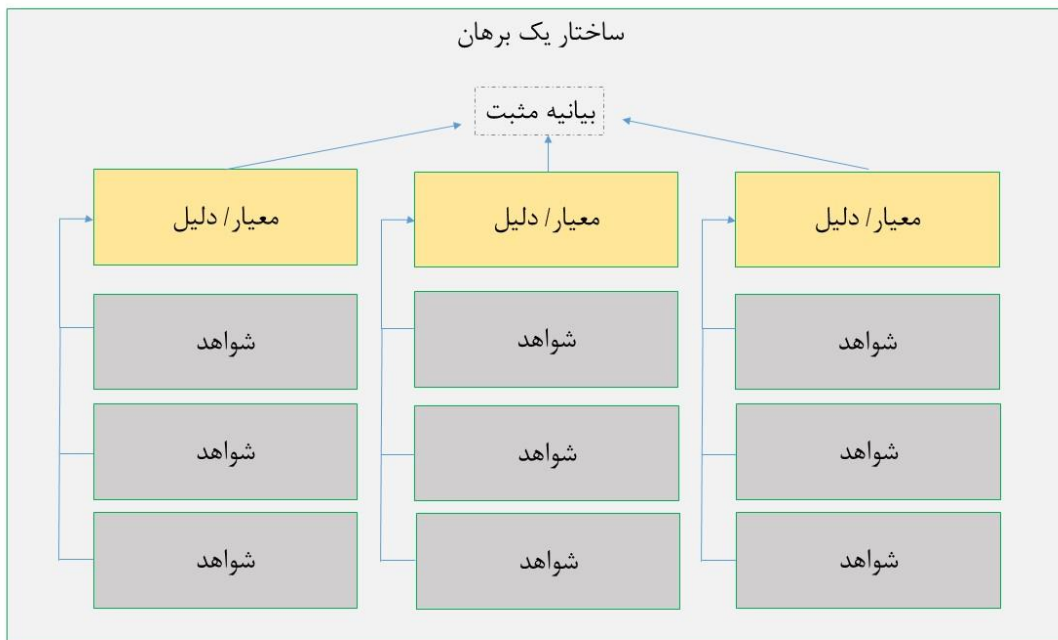 ساختار یک برهان
بیانیه مثبت
معیار/ دلیل
معیار/ دلیل
معیار/ دلیل
شواهد
شواهد
شواهد
شواهد
شواهد
شواهد
شواهد
شواهد
شواهد